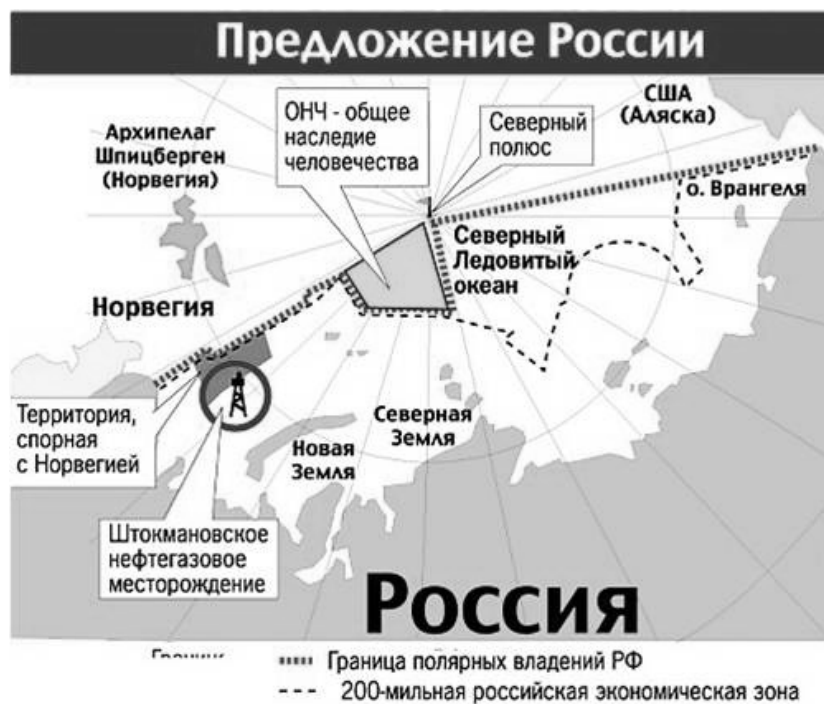 Предложение России
США
(Аляска)
ОНЧ - общее
наследие
человечества
Северный
полюс
Архипелаг
Шпицберген
(Норвегия)
о. Врангеля
Северный
Ледовитый
океан
Норвегия
Территория,
спорная
с Норвегией
Северная
Земля
Новая
Земля
Штокмановское
нефтегазовое
месторождение
Россия
Граница полярных владений РФ
200-мильная российская экономическая зона